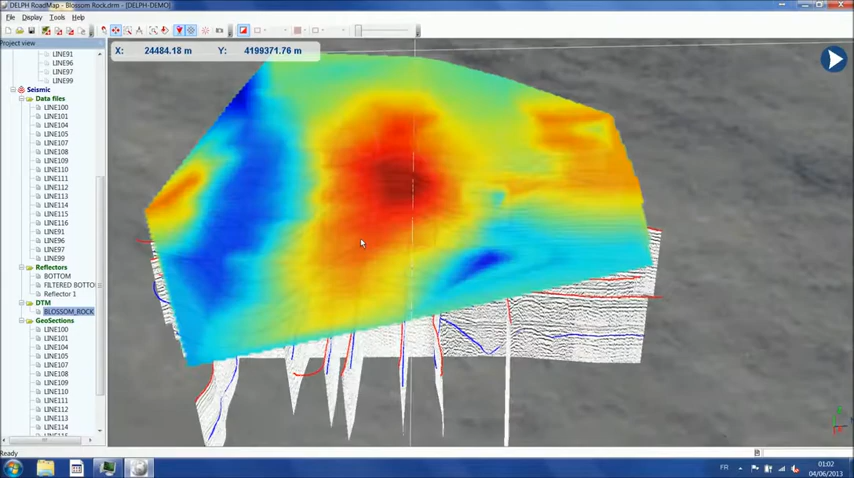 DELPH RoadMap - Blossom Rock.drm - [DELPH-DEMO]
File Display Tools Help
Project view
X: 24484.18 m Y: 4199371.76 m
LINE91
LINE96
LINE97
LINE99
Seismic
Data files
LINE100
LINE101
LINE104
LINE105
LINE107
LINE108
LINE109
LINE110
LINE111
LINE112
LINE113
LINE114
LINE115
LINE116
LINE91
LINE96
LINE97
LINE99
Reflectors
BOTTOM
FILTERED BOTTO
Reflector 1
DTM
BLOSSOM_ROCK
GeoSections
LINE100
LINE101
LINE104
LINE105
LINE107
LINE108
LINE109
LINE110
LINE111
LINE112
LINE113
LINE114
Ready
FR
01:02
04/06/2013